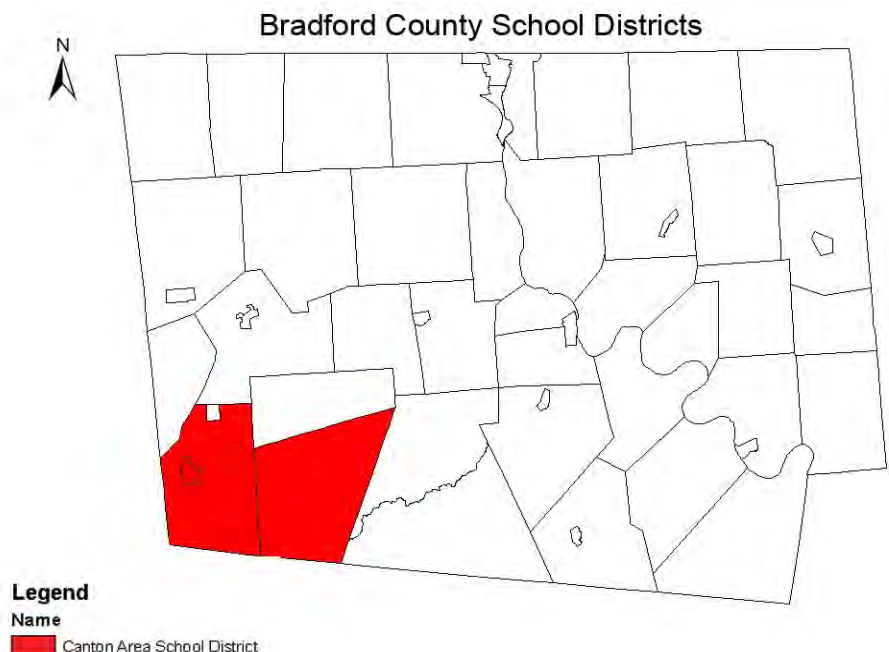 Bradford County School Districts
N
Legend
Name
Canton Area School District